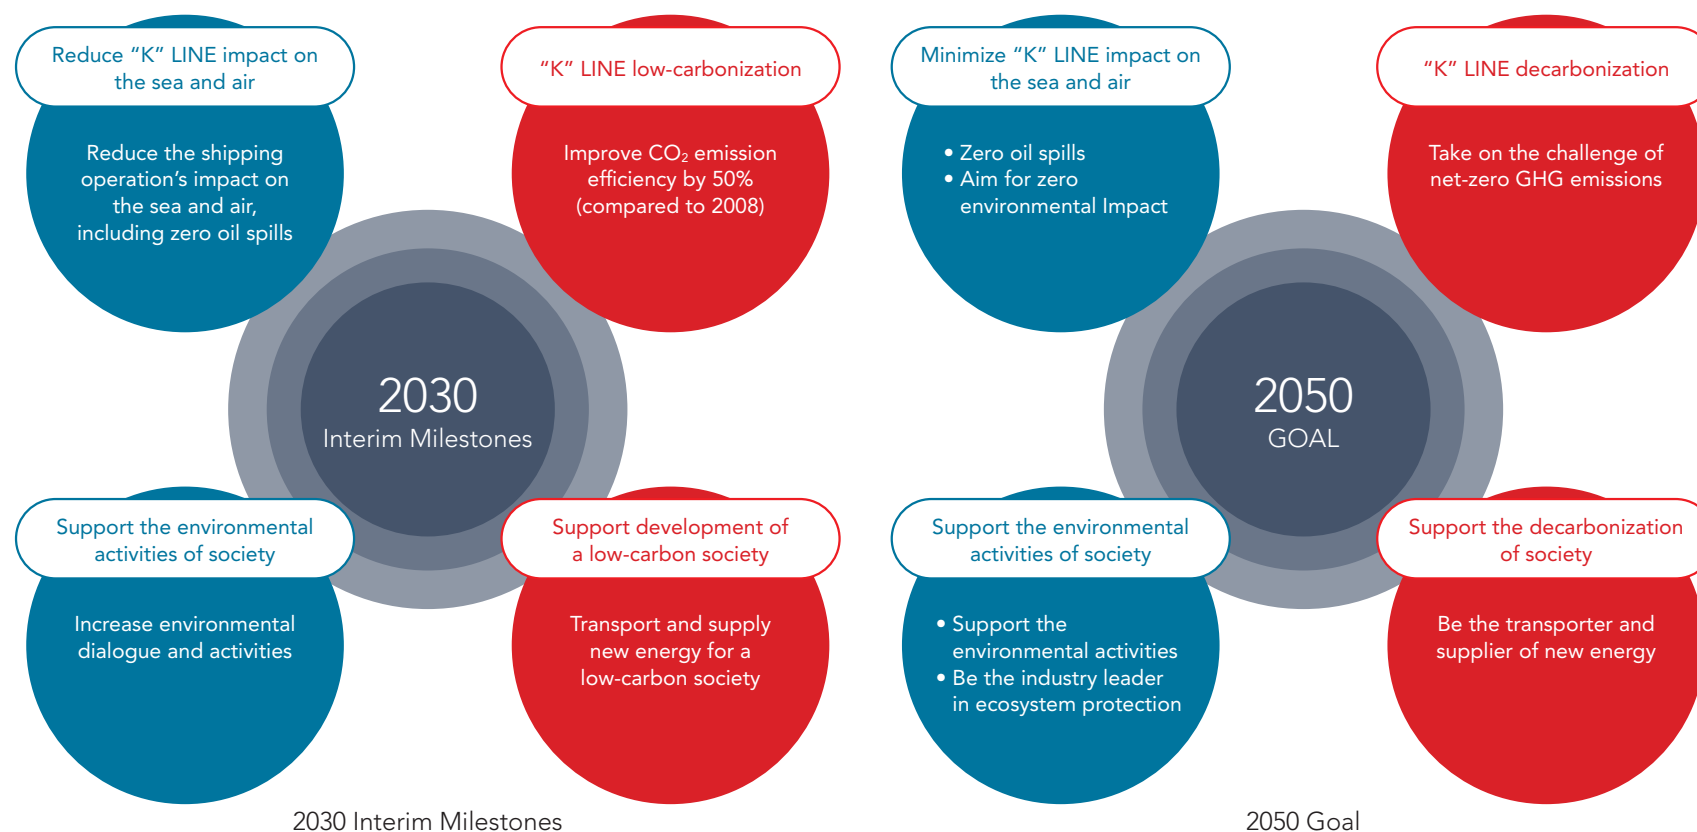 Reduce “K” LINE impact on
the sea and air
Reduce the shipping
operation’s impact on
the sea and air,
including zero oil spills
“K” LINE low-carbonization
Improve CO₂ emission
efficiency by 50%
(compared to 2008)
2030
Interim Milestones
Support the environmental
activities of society
Increase environmental
dialogue and activities
Support development of
a low-carbon society
Transport and supply
new energy for a
low-carbon society
2030 Interim Milestones
Minimize “K” LINE impact on
the sea and air
• Zero oil spills
• Aim for zero
environmental Impact
“K” LINE decarbonization
Take on the challenge of
net-zero GHG emissions
2050
GOAL
Support the environmental
activities of society
• Support the
environmental activities
• Be the industry leader
in ecosystem protection
Support the decarbonization
of society
Be the transporter and
supplier of new energy
2050 Goal